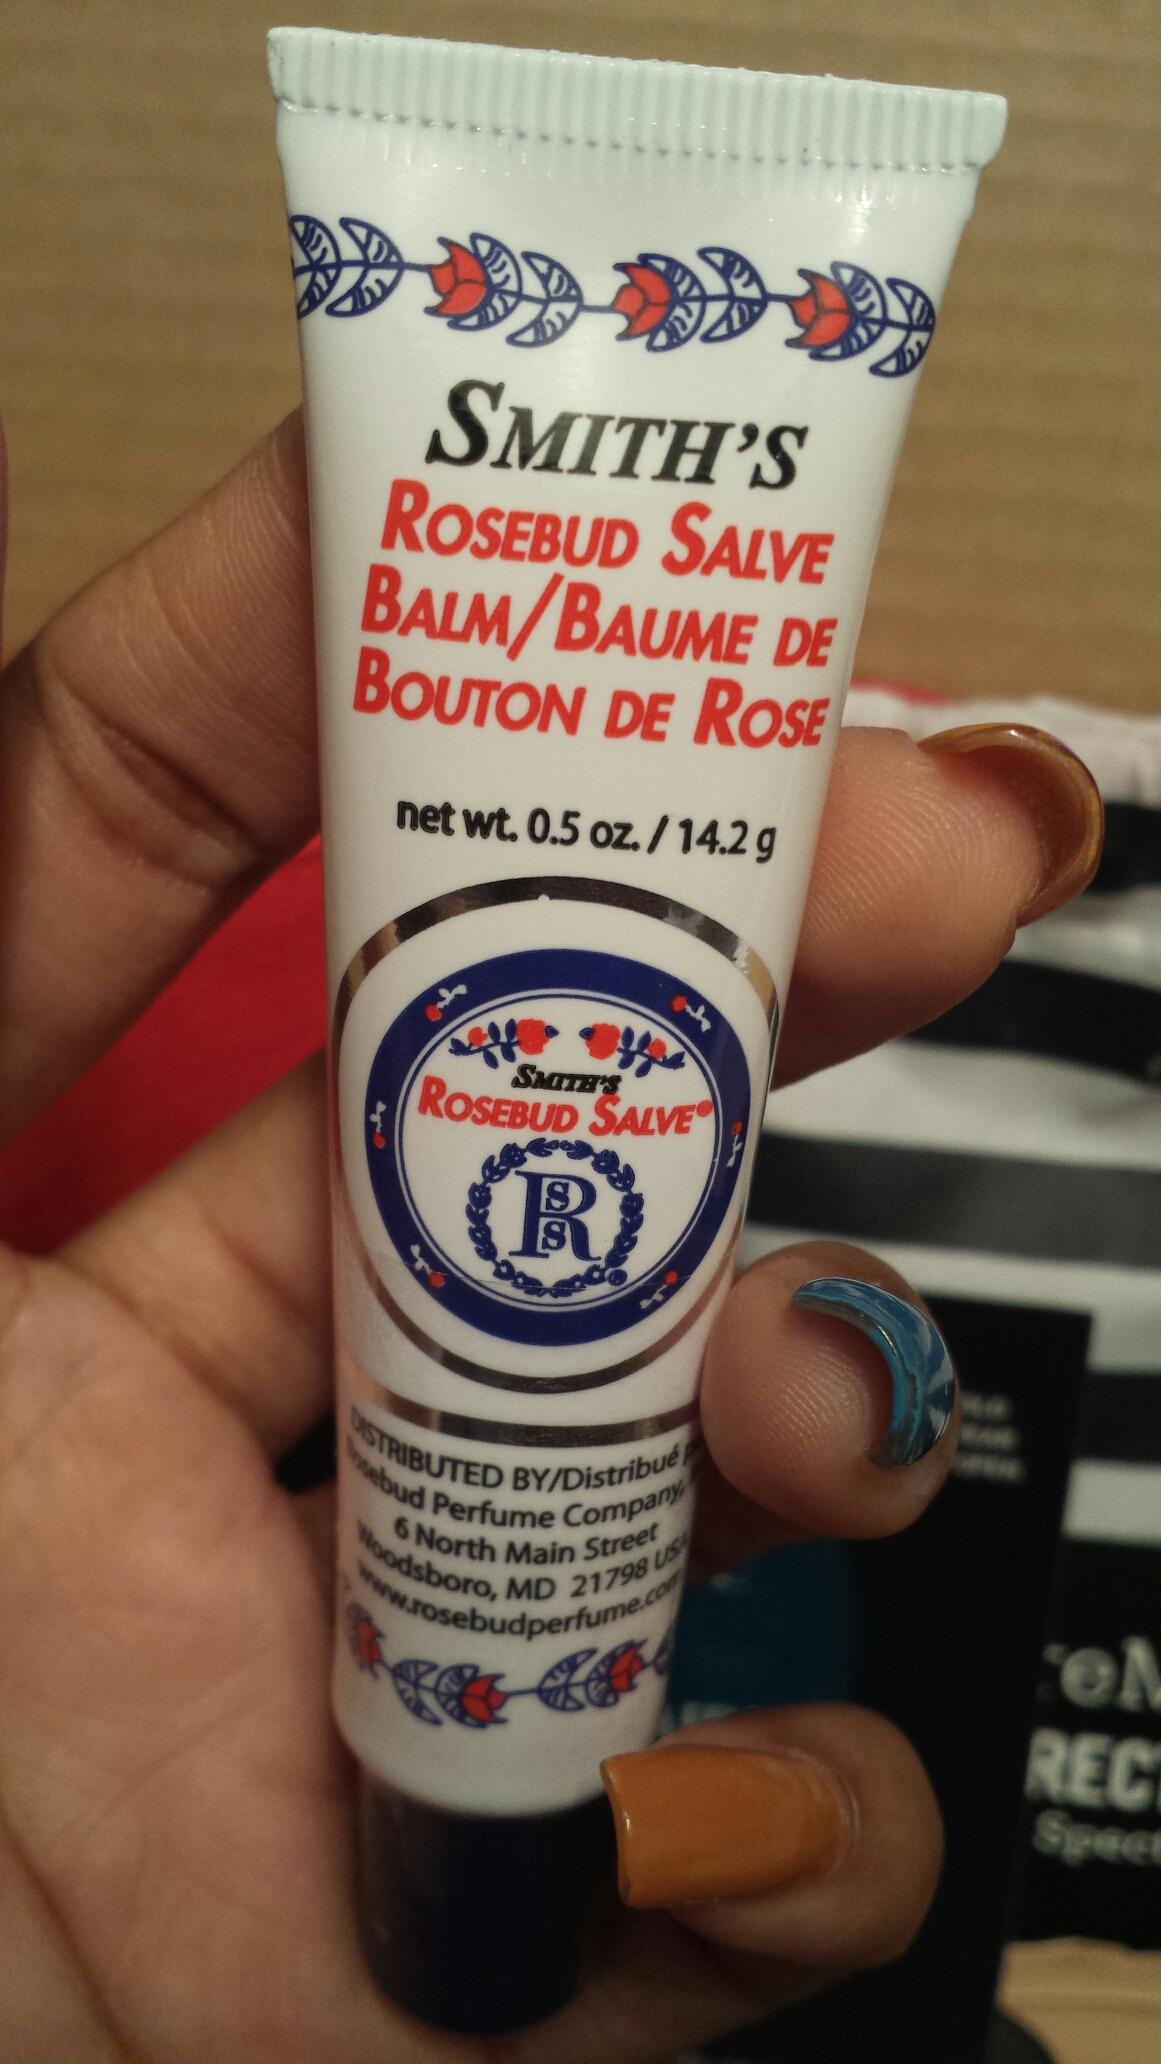 SMITH'S
ROSEBUD SALVE
BALM/BAUME DE
BOUTON DE ROSE
net wt. 0.5 oz. / 14.2 g
SMITH'S
ROSEBUD SALVE®
R
S
S
DISTRIBUTED BY/Distribué
Rosebud Perfume Company,
6 North Main Street
Woodsboro, MD 21798 USA
www.rosebudperfume.com